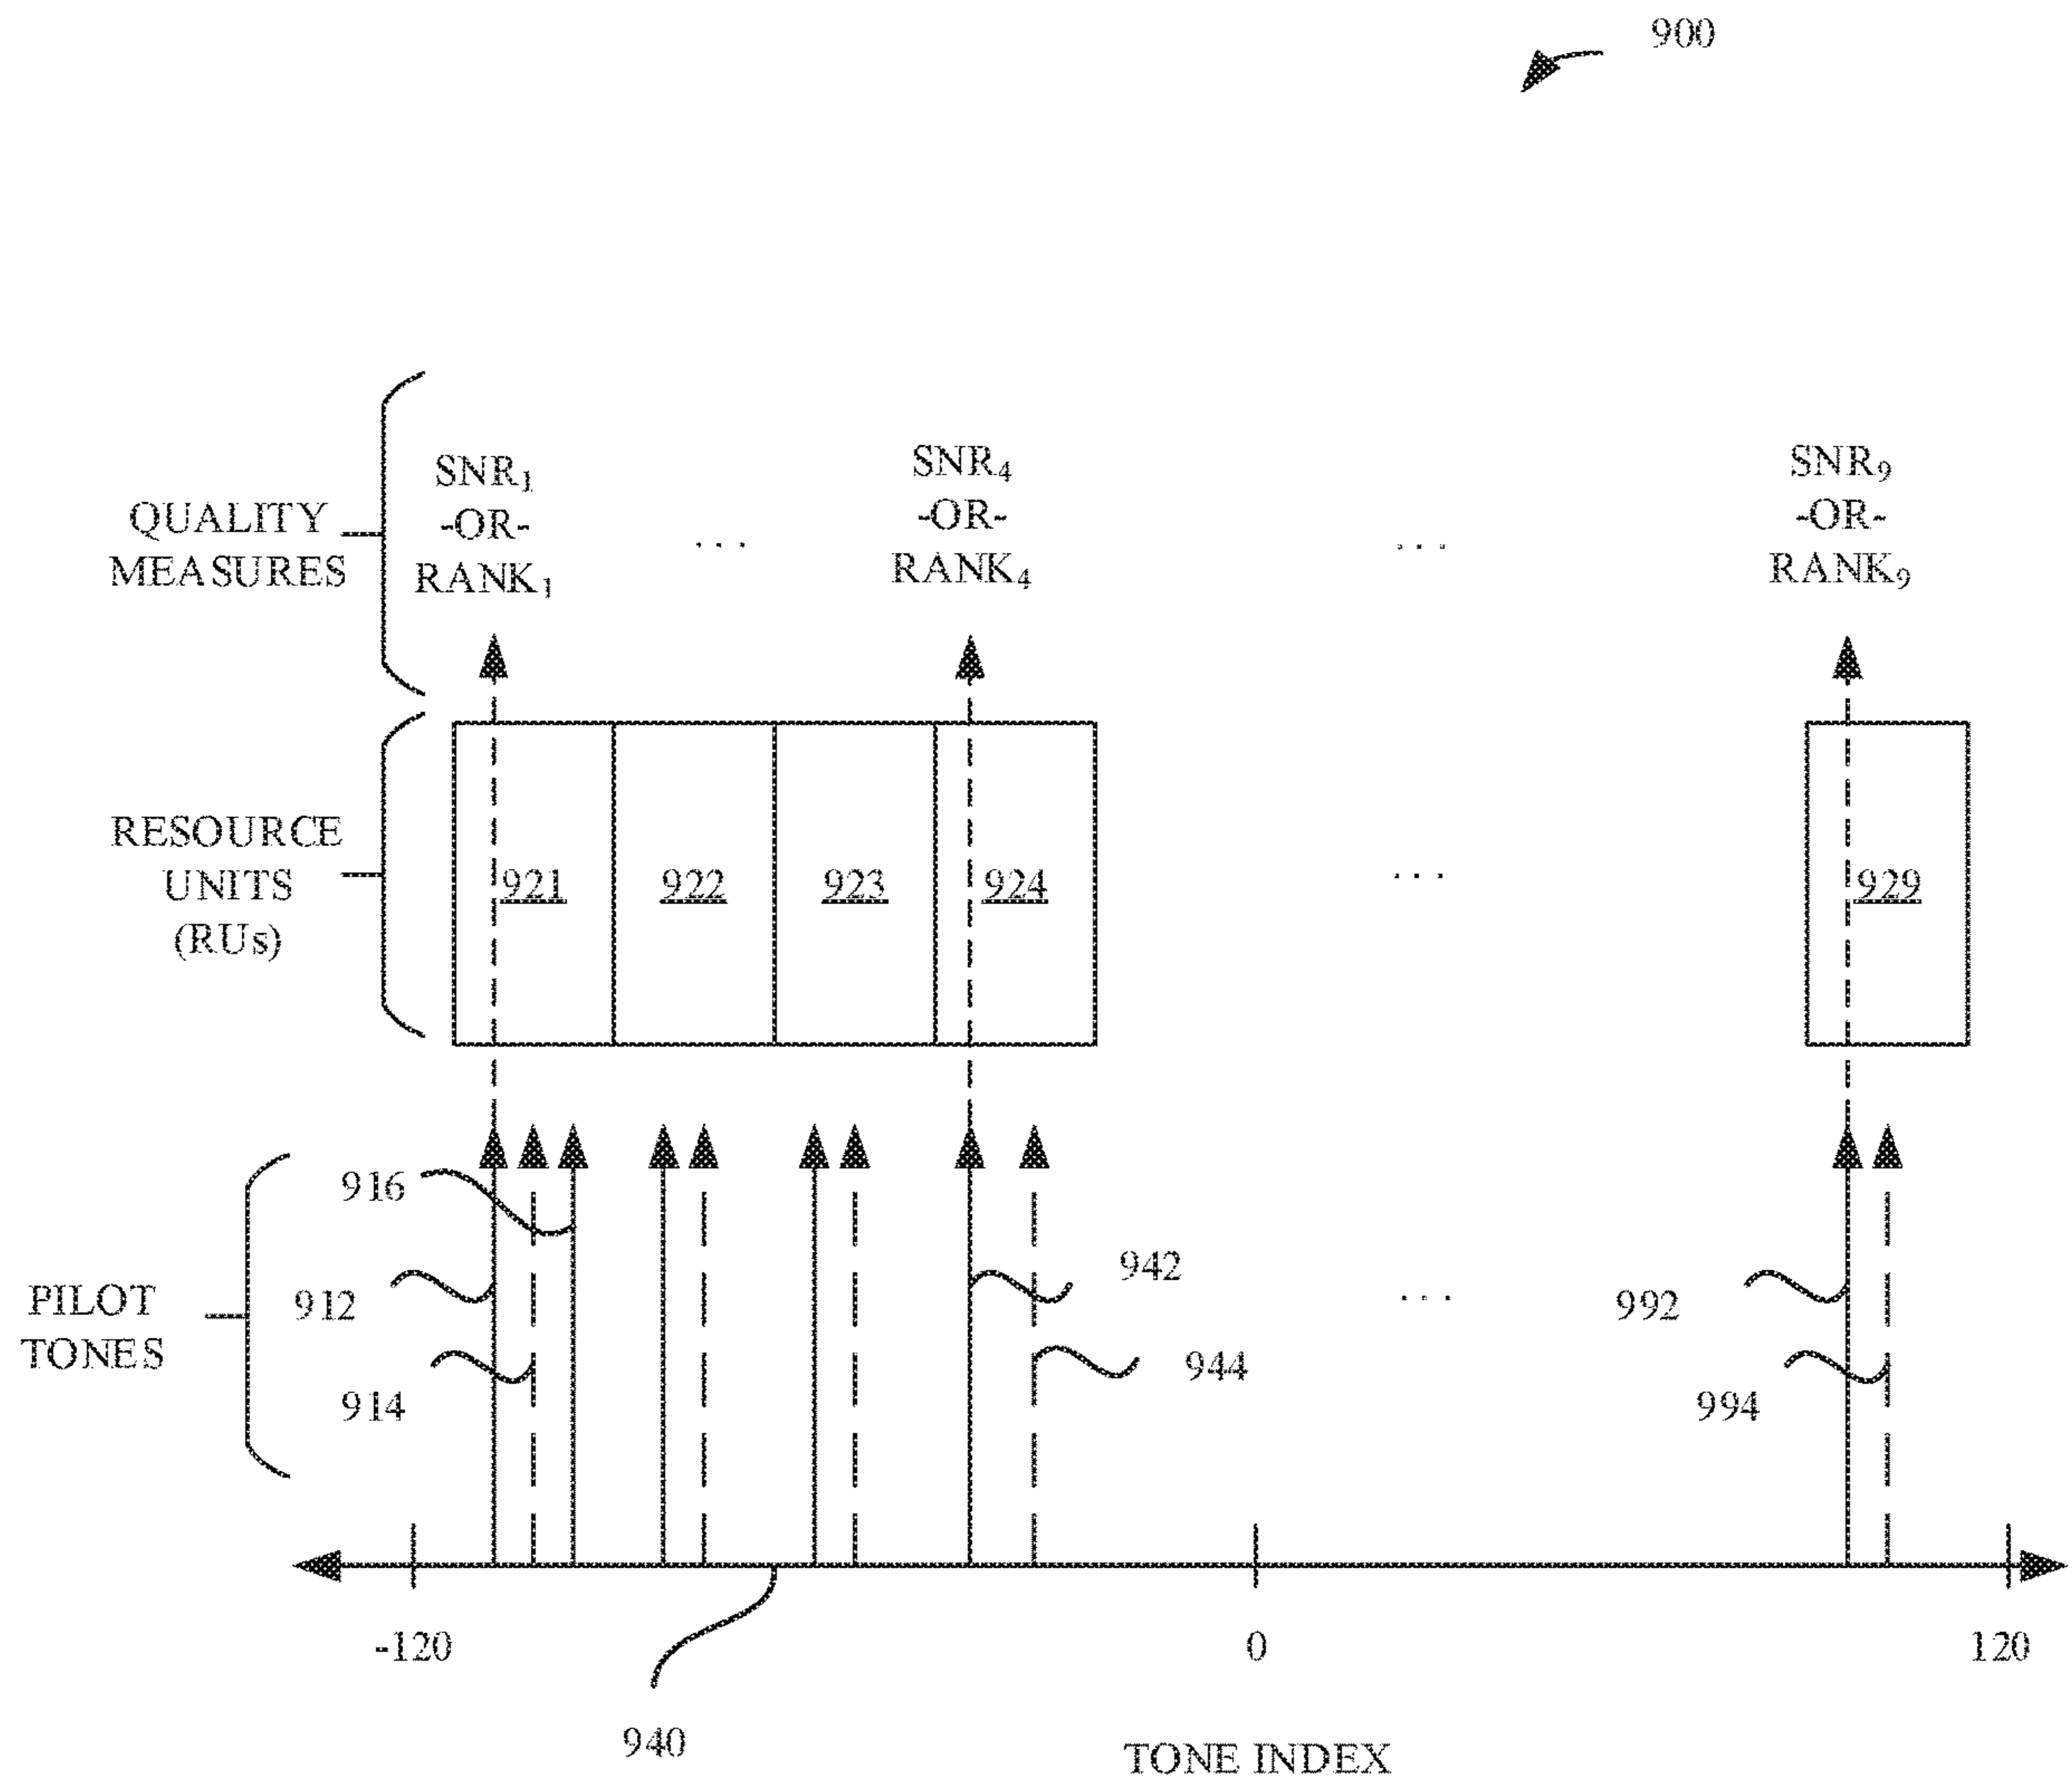 900
SNR₁
-OR-
RANK₁
SNR₄
-OR-
RANK₄
SNR₉
-OR-
RANK₉
QUALITY
MEASURES
. . .
. . .
RESOURCE
UNITS
(RUs)
921
922
923
924
. . .
929
PILOT
TONES
916
912
914
942
944
. . .
992
994
-120
0
120
940
TONE INDEX